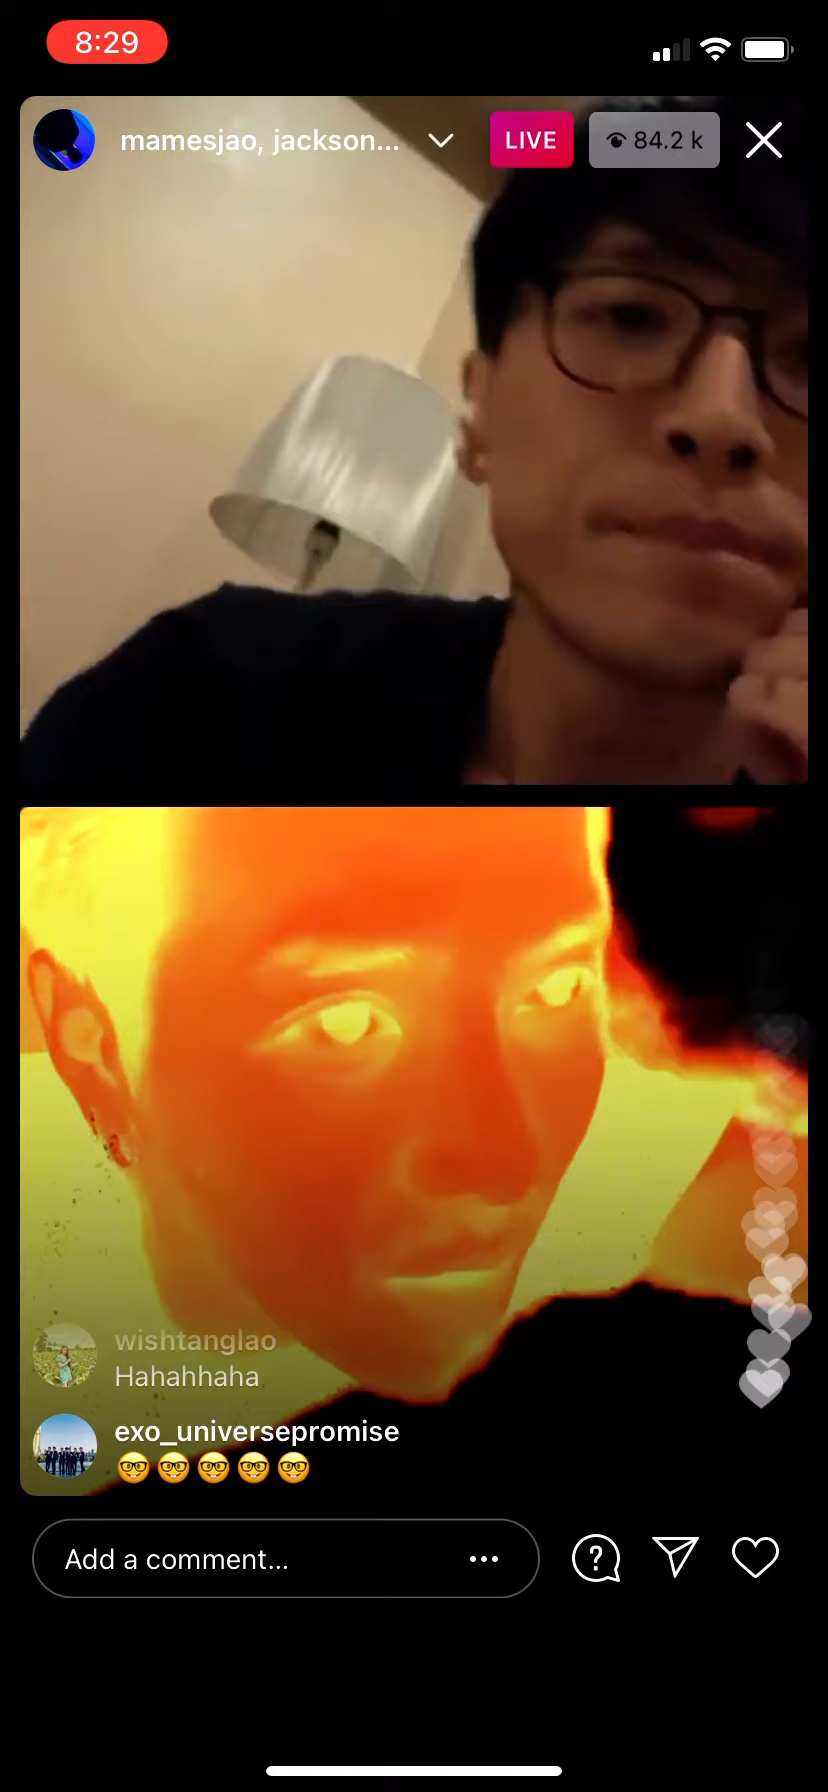 8:29
mamesjao, jackson...
LIVE
84.2 k
wishtanglao
Hahahhaha
exo_universepromise
🤓🤓🤓🤓🤓
Add a comment...